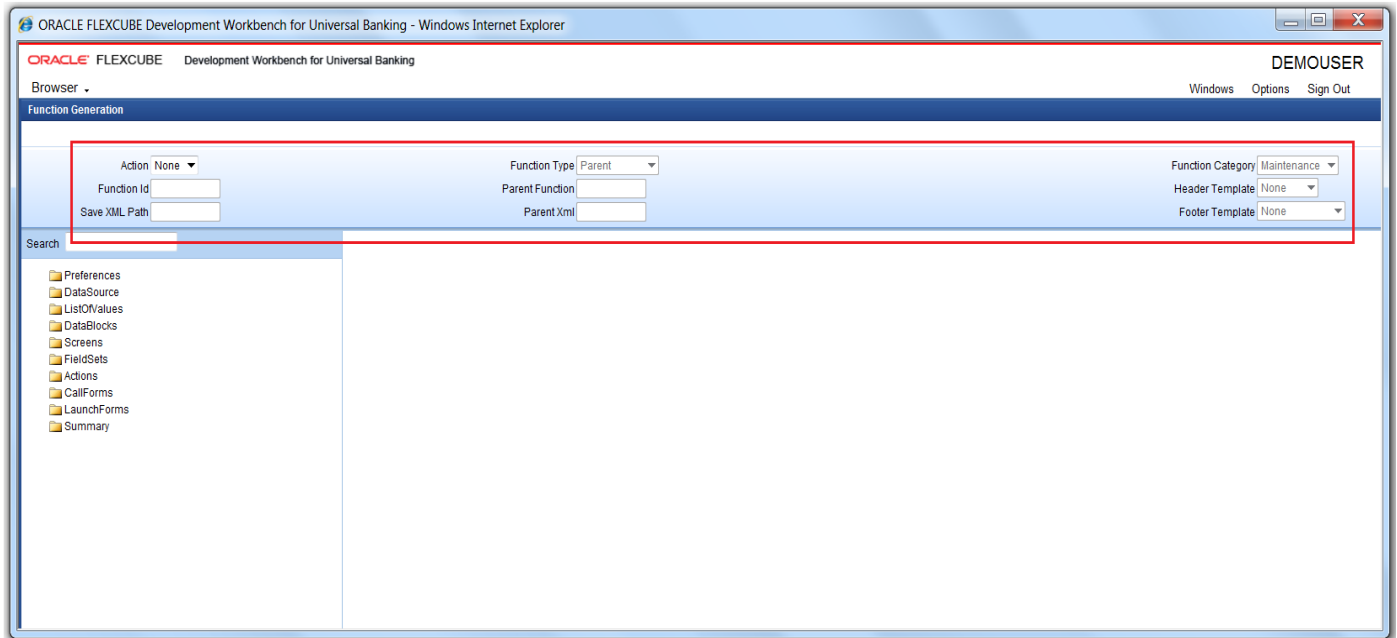 ORACLE FLEXCUBE Development Workbench for Universal Banking - Windows Internet Explorer
ORACLE FLEXCUBE Development Workbench for Universal Banking DEMOUSER
Browser Windows Options Sign Out
Function Generation
Action None Function Type Parent Function Category Maintenance
Function Id Parent Function Header Template None
Save XML Path Parent Xml Footer Template None
Search
Preferences
DataSource
ListOfValues
DataBlocks
Screens
FieldSets
Actions
CallForms
LaunchForms
Summary